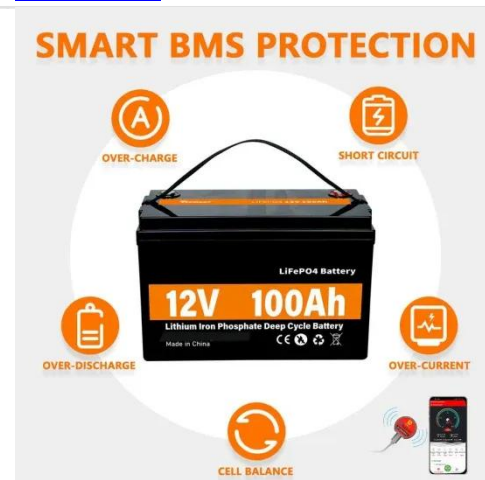 SMART BMS PROTECTION
OVER-CHARGE
SHORT CIRCUIT
LiFePO4 Battery
12V 100Ah
Lithium Iron Phosphate Deep Cycle Battery
Made in China
CE
OVER-DISCHARGE
OVER-CURRENT
CELL BALANCE